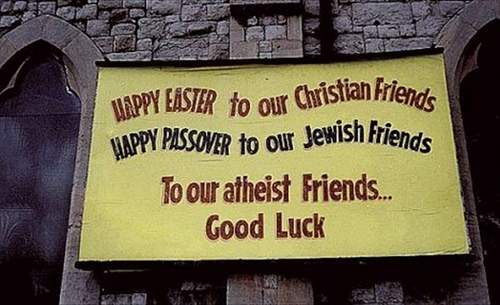 HAPPY EASTER to our Christian Friends
HAPPY PASSOVER to our Jewish Friends
To our atheist Friends...
Good Luck